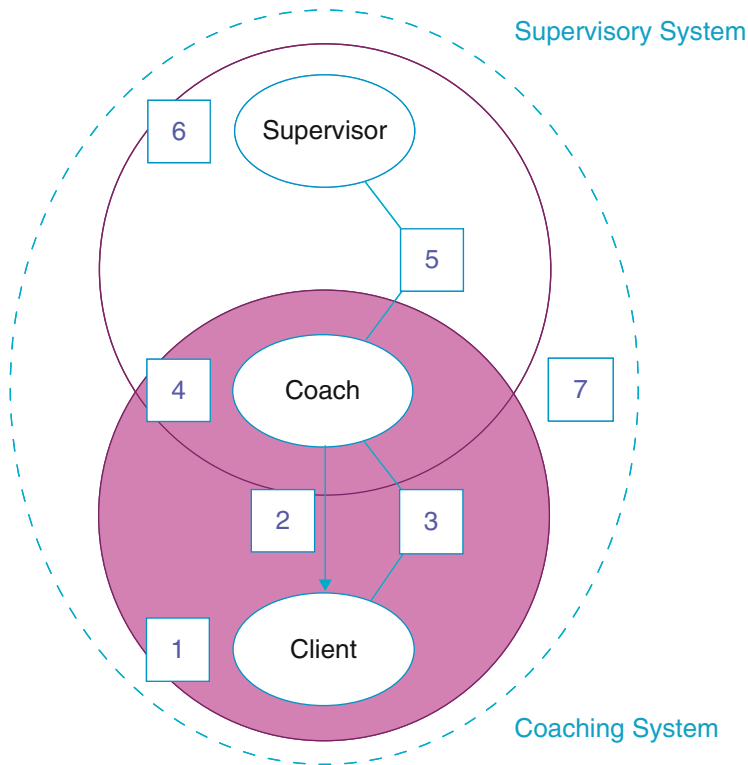 Supervisory System
6
Supervisor
5
4
Coach
7
2
3
1
Client
Coaching System